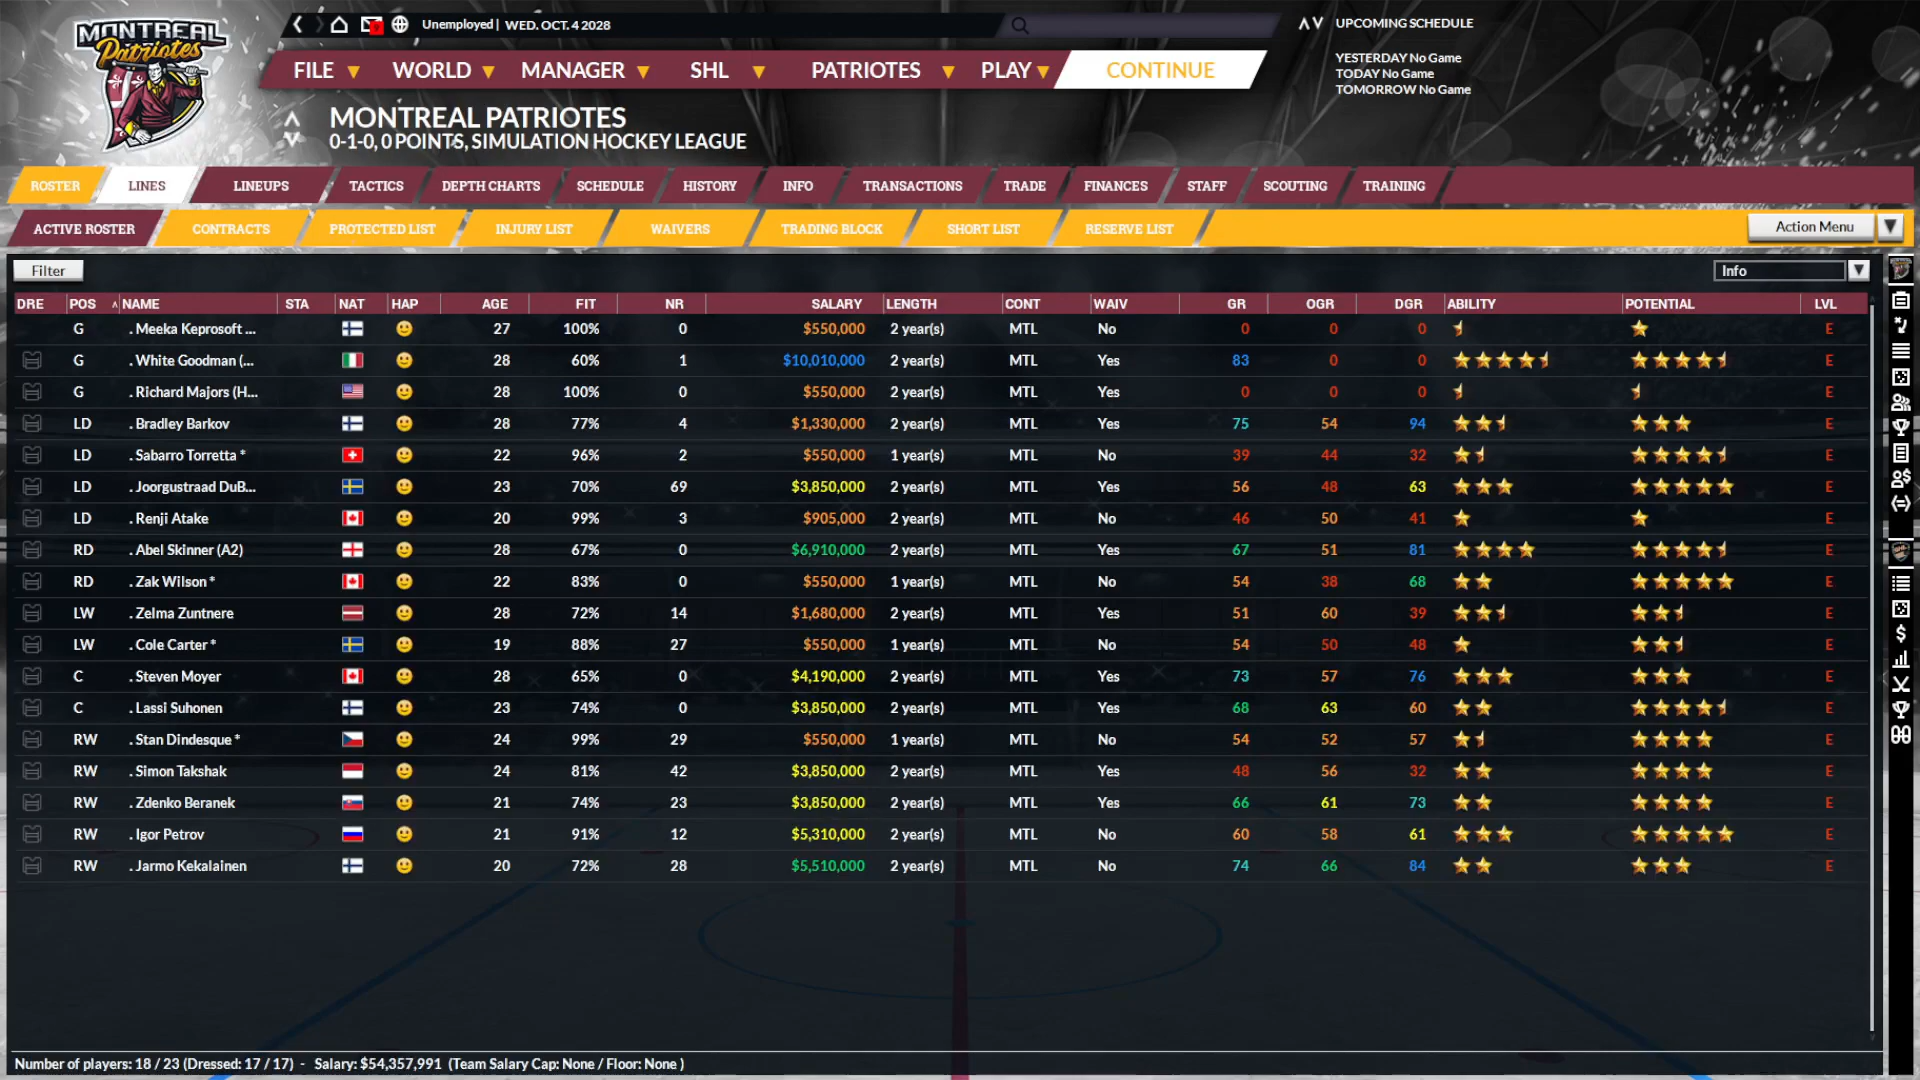 MONTREAL
Patriotes
Unemployed | WED. OCT. 4 2028
UPCOMING SCHEDULE
YESTERDAY No Game
TODAY No Game
TOMORROW No Game
FILE WORLD MANAGER SHL PATRIOTES PLAY CONTINUE
MONTREAL PATRIOTES
0-1-0, 0 POINTS, SIMULATION HOCKEY LEAGUE
ROSTER LINES LINEUPS TACTICS DEPTH CHARTS SCHEDULE HISTORY INFO TRANSACTIONS TRADE FINANCES STAFF SCOUTING TRAINING
ACTIVE ROSTER CONTRACTS PROTECTED LIST INJURY LIST WAIVERS TRADING BLOCK SHORT LIST RESERVE LIST Action Menu
Filter Info
DRE POS NAME STA NAT HAP AGE FIT NR SALARY LENGTH CONT WAIV GR OGR DGR ABILITY POTENTIAL LVL
G . Meeka Keprosoft ... 27 100% 0 $550,000 2 year(s) MTL No 0 0 0 E
G . White Goodman (... 28 60% 1 $10,010,000 2 year(s) MTL Yes 83 0 0 E
G . Richard Majors (H... 28 100% 0 $550,000 2 year(s) MTL Yes 0 0 0 E
LD . Bradley Barkov 28 77% 4 $1,330,000 2 year(s) MTL Yes 75 54 94 E
LD . Sabarro Torretta * 22 96% 2 $550,000 1 year(s) MTL No 39 44 32 E
LD . Joorgustraad DuB... 23 70% 69 $3,850,000 2 year(s) MTL Yes 56 48 63 E
LD . Renji Atake 20 99% 3 $905,000 2 year(s) MTL No 46 50 41 E
RD . Abel Skinner (A2) 28 67% 0 $6,910,000 2 year(s) MTL Yes 67 51 81 E
RD . Zak Wilson * 22 83% 0 $550,000 1 year(s) MTL No 54 38 68 E
LW . Zelma Zuntnere 28 72% 14 $1,680,000 2 year(s) MTL Yes 51 60 39 E
LW . Cole Carter * 19 88% 27 $550,000 1 year(s) MTL No 54 50 48 E
C . Steven Moyer 28 65% 0 $4,190,000 2 year(s) MTL Yes 73 57 76 E
C . Lassi Suhonen 23 74% 0 $3,850,000 2 year(s) MTL Yes 68 63 60 E
RW . Stan Dindesque * 24 99% 29 $550,000 1 year(s) MTL No 54 52 57 E
RW . Simon Takshak 24 81% 42 $3,850,000 2 year(s) MTL Yes 48 56 32 E
RW . Zdenko Beranek 21 74% 23 $3,850,000 2 year(s) MTL Yes 66 61 73 E
RW . Igor Petrov 21 91% 12 $5,310,000 2 year(s) MTL No 60 58 61 E
RW . Jarmo Kekalainen 20 72% 28 $5,510,000 2 year(s) MTL No 74 66 84 E
Number of players: 18 / 23 (Dressed: 17 / 17) - Salary: $54,357,991 (Team Salary Cap: None / Floor: None )